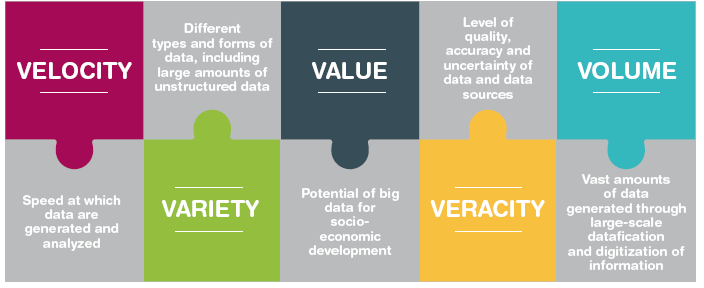 VELOCITY
Speed at which
data are
generated and
analyzed
Different
types and forms of
data, including
large amounts of
unstructured data
VARIETY
VALUE
Potential of big
data for
socio-
economic
development
Level of
quality,
accuracy and
uncertainty of
data and data
sources
VERACITY
VOLUME
Vast amounts
of data
generated through
large-scale
datafication
and digitization of
information